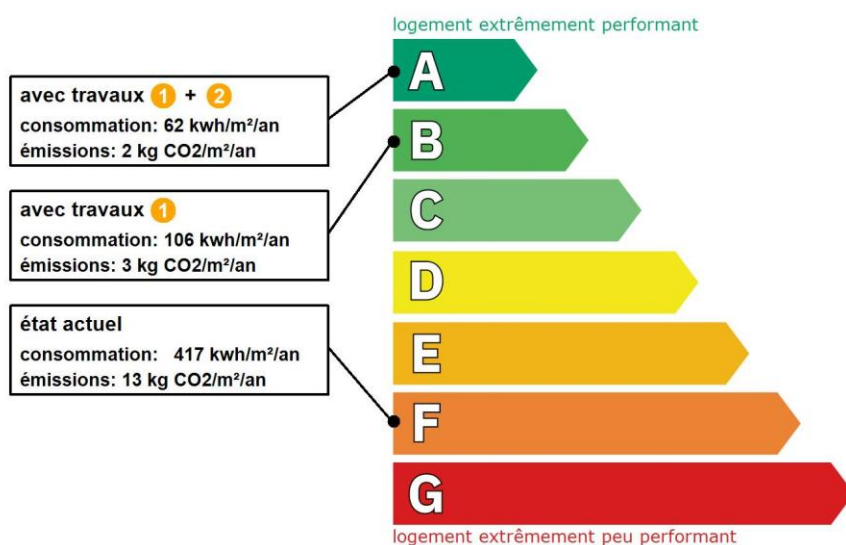 logement extrêmement performant
A
avec travaux 1 + 2
consommation: 62 kwh/m²/an
émissions: 2 kg CO2/m²/an
B
C
avec travaux 1
consommation: 106 kwh/m²/an
émissions: 3 kg CO2/m²/an
D
état actuel
consommation: 417 kwh/m²/an
émissions: 13 kg CO2/m²/an
E
F
G
logement extrêmement peu performant